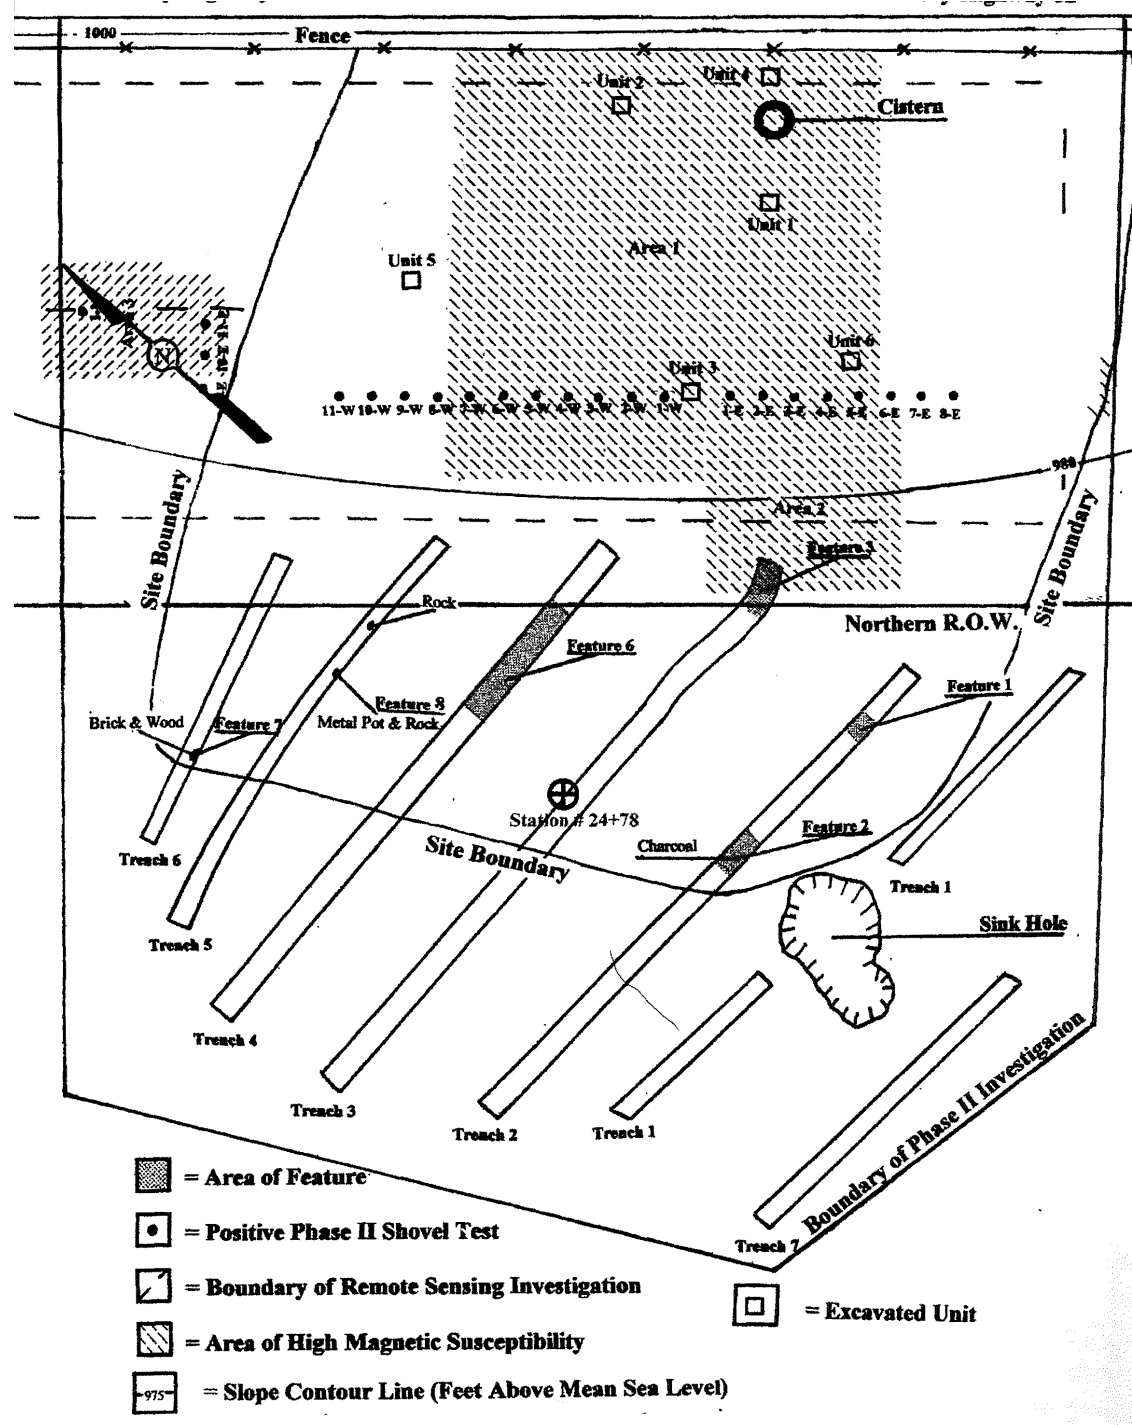 1000
Fence
Unit 2
Unit 4
Cistern
Unit 1
Area 1
Unit 5
Area 3
N
11-E
10-E
Unit 6
Unit 3
11-W 10-W 9-W 8-W 7-W 6-W 5-W 4-W 3-W 2-W 1-W 1-E 2-E 3-E 4-E 5-E 6-E 7-E 8-E
980
Area 2
Site Boundary
Site Boundary
Feature 3
Rock
Northern R.O.W.
Feature 6
Feature 1
Feature 8
Metal Pot & Rock
Brick & Wood
Feature 7
Station # 24+78
Feature 2
Charcoal
Site Boundary
Trench 6
Trench 1
Sink Hole
Trench 5
Trench 4
Trench 3
Trench 2
Trench 1
Boundary of Phase II Investigation
Trench 7
= Area of Feature
= Positive Phase II Shovel Test
= Boundary of Remote Sensing Investigation
= Excavated Unit
= Area of High Magnetic Susceptibility
975
= Slope Contour Line (Feet Above Mean Sea Level)